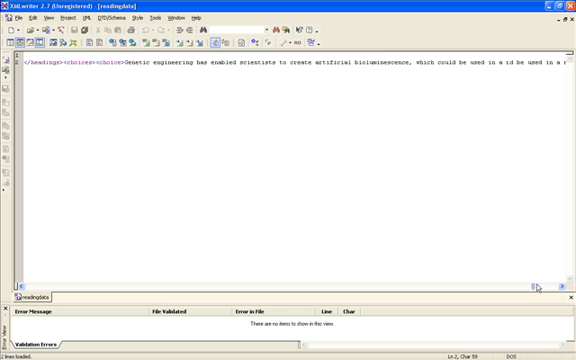 XMLwriter 2.7 (Unregistered) - [readingdata]
File Edit View Project XML DTD/Schema Style Tools Window Help
1
2 </headings><choices><choice>Genetic engineering has enabled scientists to create artificial bioluminescence, which could be used in a id be used in a r
readingdata
Error View
Error Message File Validated Error in File Line Char
There are no items to show in this view.
Validation Errors
2 lines loaded. Ln 2, Char 59 DOS